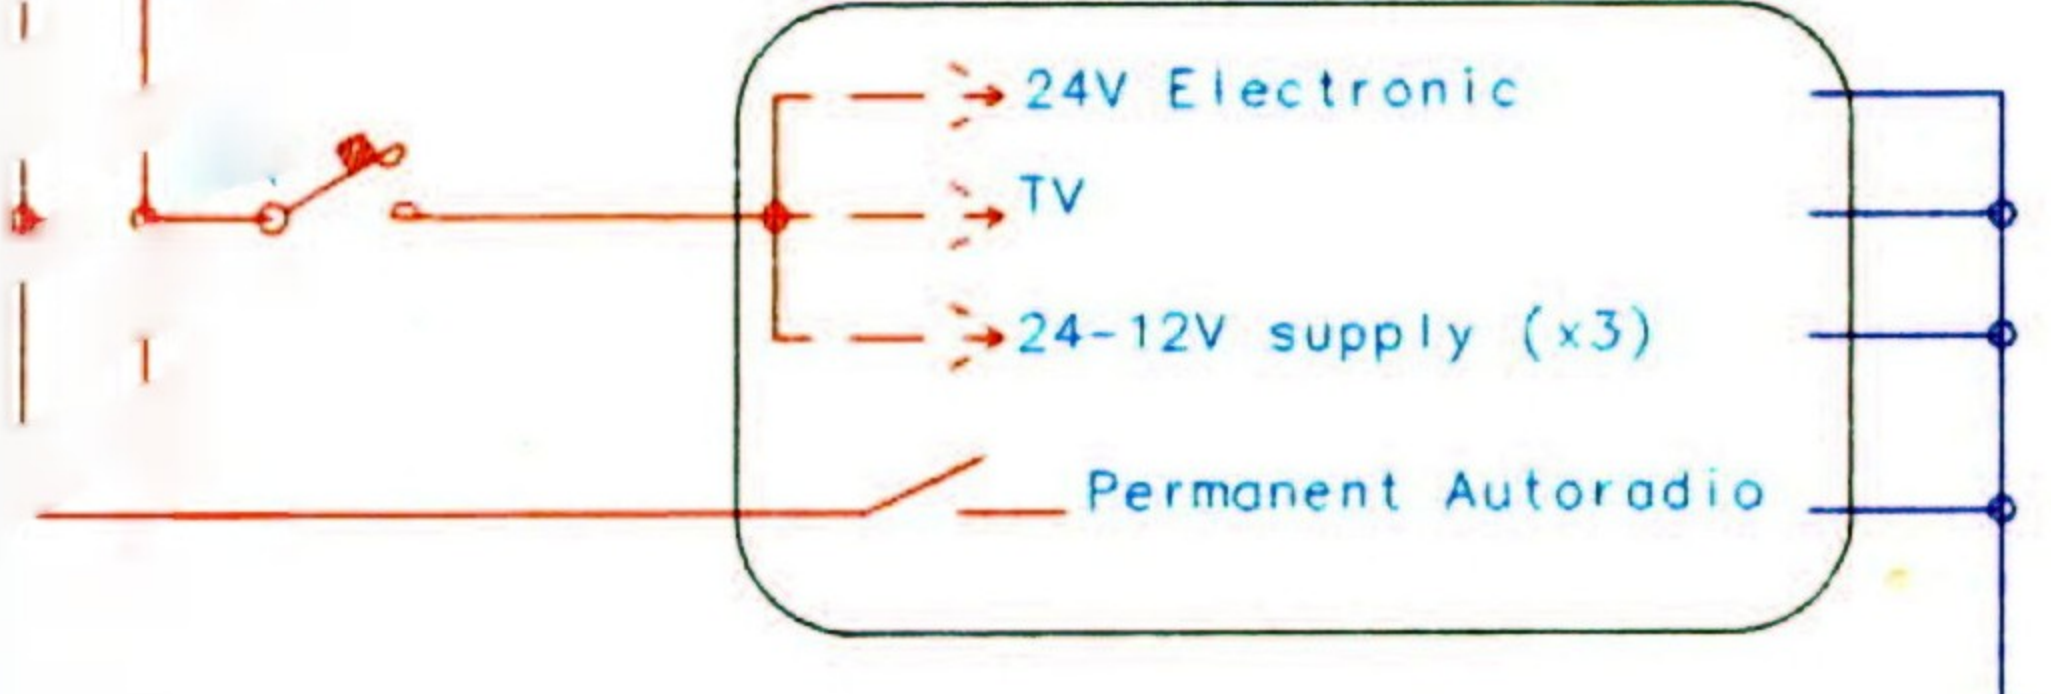 24V Electronic
TV
24-12V supply (x3)
Permanent Autoradio